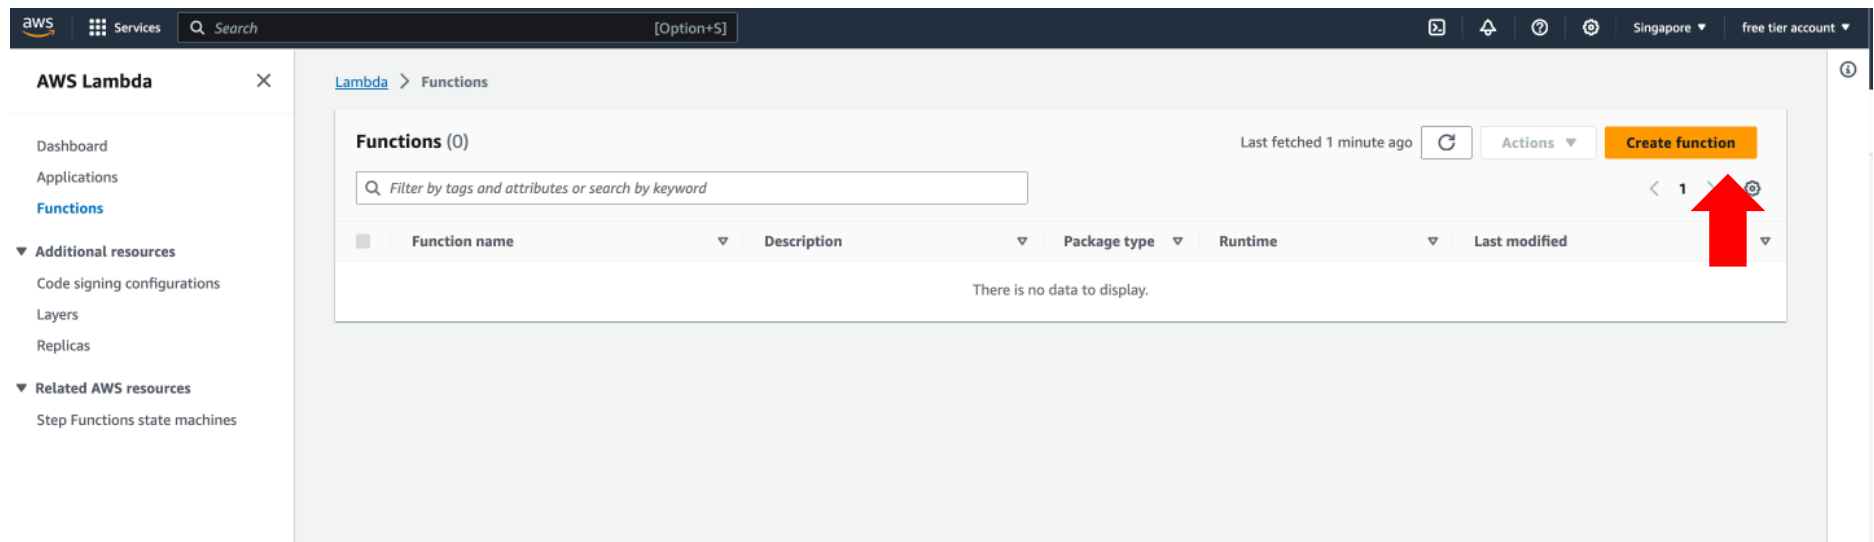 aws Services Search [Option+S] Singapore free tier account
AWS Lambda
Dashboard
Applications
Functions
Additional resources
Code signing configurations
Layers
Replicas
Related AWS resources
Step Functions state machines
Lambda > Functions
Functions (0) Last fetched 1 minute ago Actions Create function
Filter by tags and attributes or search by keyword < 1 >
Function name Description Package type Runtime Last modified
There is no data to display.